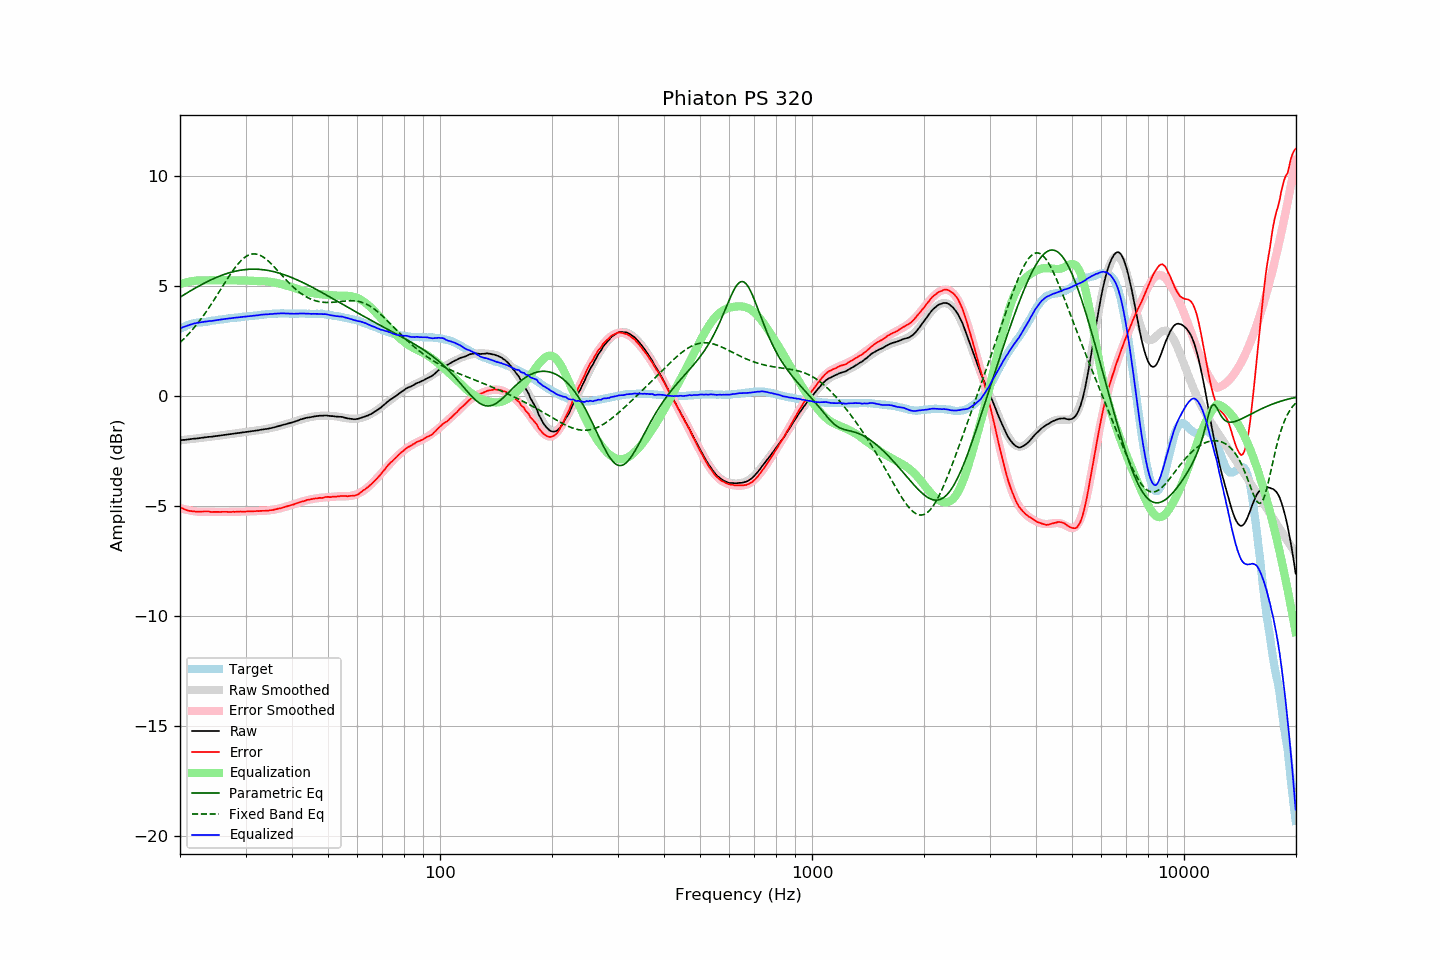 Phiaton PS 320
Amplitude (dBr)
10
5
0
−5
−10
−15
−20
Target
Raw Smoothed
Error Smoothed
Raw
Error
Equalization
Parametric Eq
Fixed Band Eq
Equalized
100
1000
10000
Frequency (Hz)